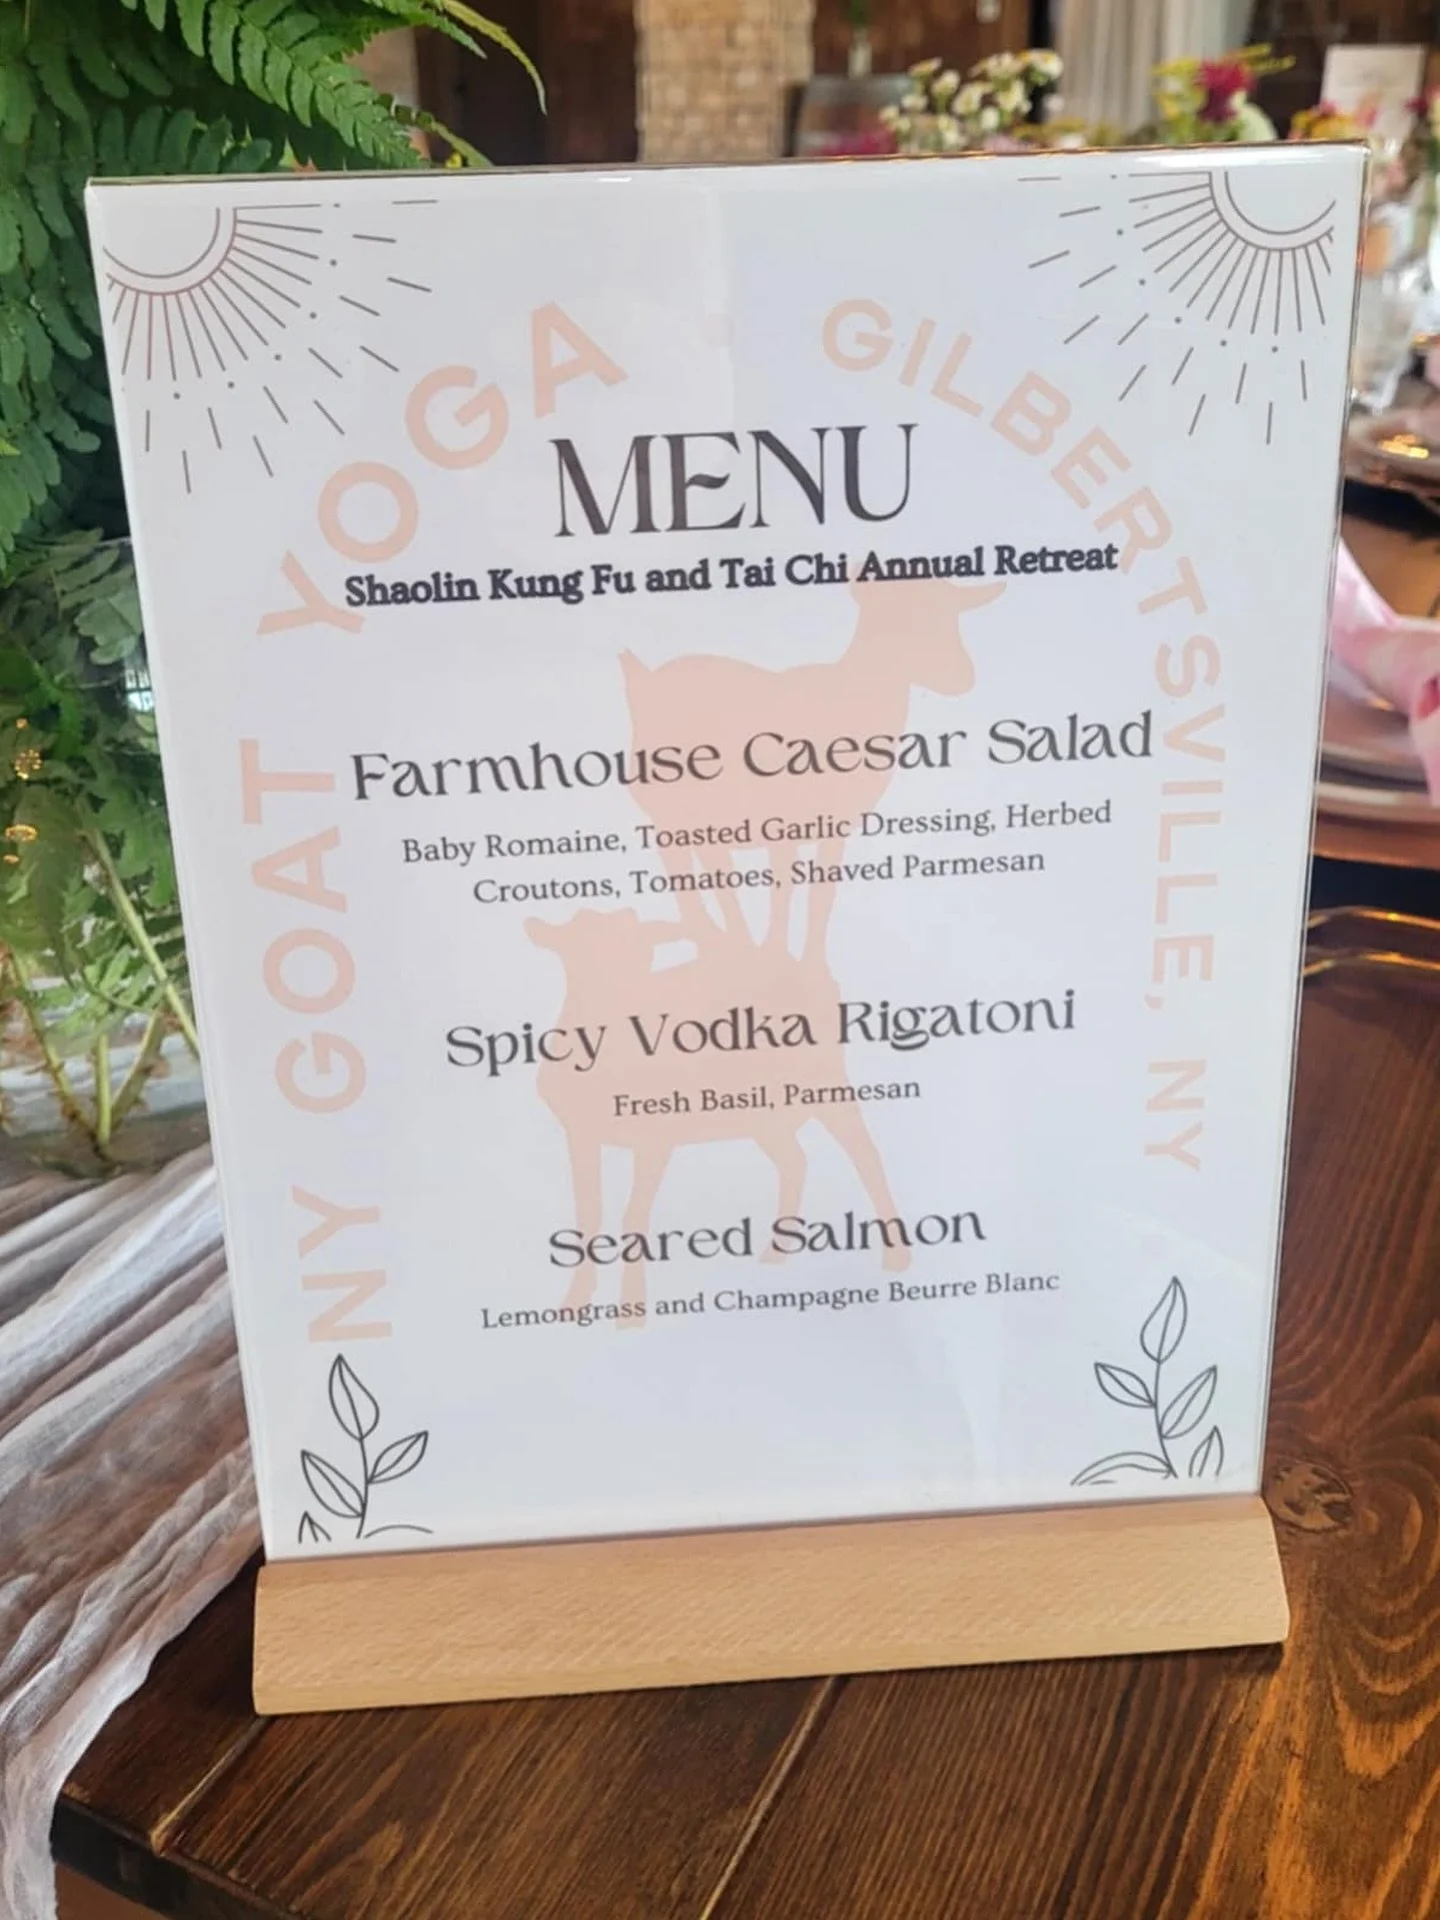 NY GOAT YOGA
GILBERTSVILLE, NY
MENU
Shaolin Kung Fu and Tai Chi Annual Retreat
Farmhouse Caesar Salad
Baby Romaine, Toasted Garlic Dressing, Herbed
Croutons, Tomatoes, Shaved Parmesan
Spicy Vodka Rigatoni
Fresh Basil, Parmesan
Seared Salmon
Lemongrass and Champagne Beurre Blanc